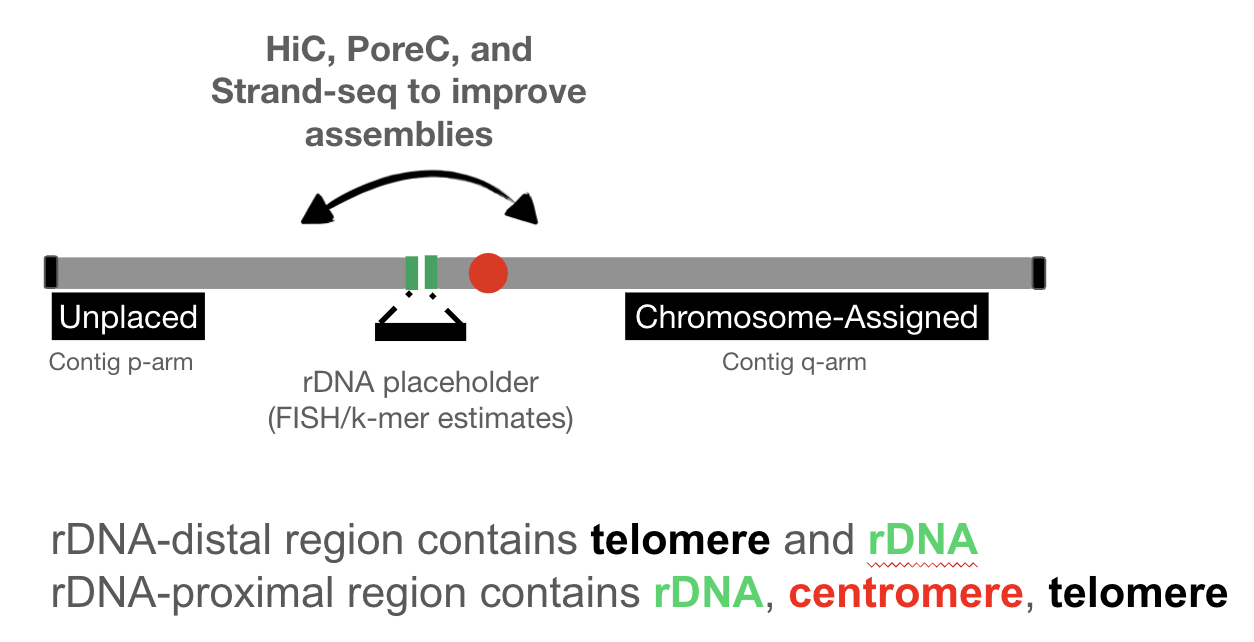 HiC, PoreC, and
Strand-seq to improve
assemblies
Unplaced
Chromosome-Assigned
Contig p-arm
Contig q-arm
rDNA placeholder
(FISH/k-mer estimates)
rDNA-distal region contains telomere and rDNA
rDNA-proximal region contains rDNA, centromere, telomere